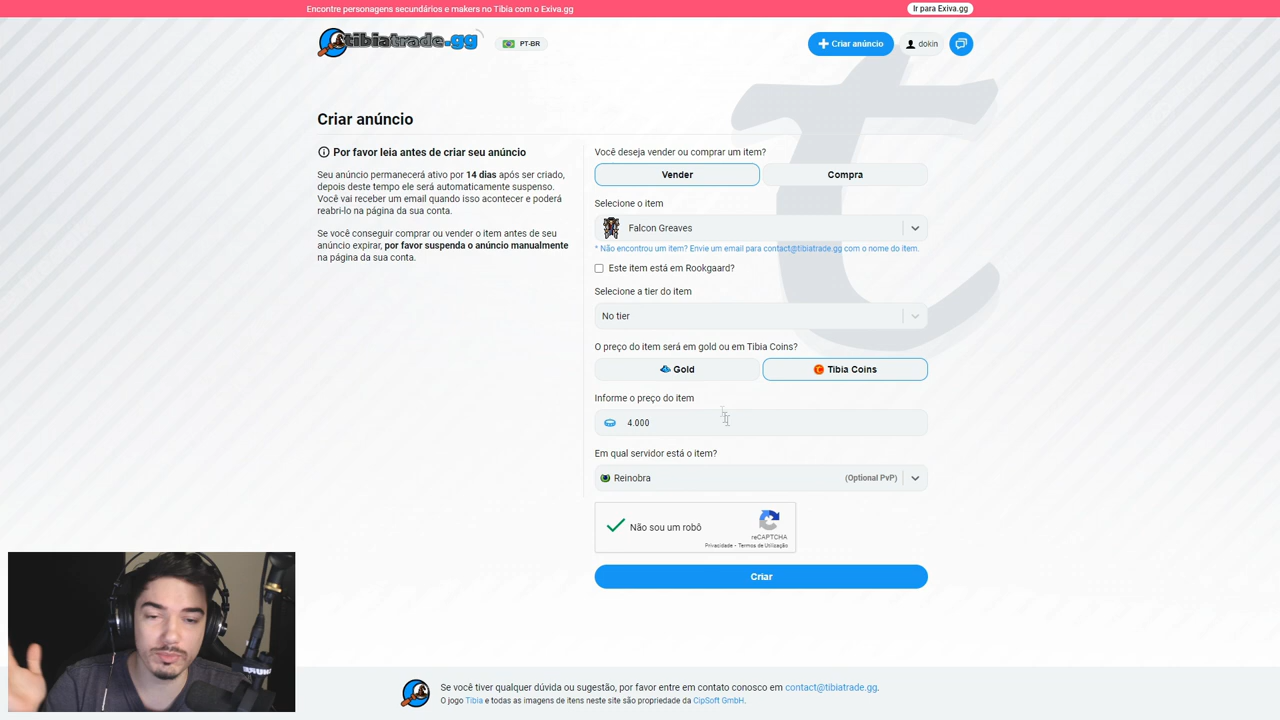 Encontre personagens secundários e makers no Tibia com o Exiva.gg
Ir para Exiva.gg
tibiatrade.gg
PT-BR
Criar anúncio
dokin
Criar anúncio
Por favor leia antes de criar seu anúncio
Seu anúncio permanecerá ativo por 14 dias após ser criado,
depois deste tempo ele será automaticamente suspenso.
Você vai receber um email quando isso acontecer e poderá
reabri-lo na página da sua conta.
Se você conseguir comprar ou vender o item antes de seu
anúncio expirar, por favor suspenda o anúncio manualmente
na página da sua conta.
Você deseja vender ou comprar um item?
Vender
Compra
Selecione o item
Falcon Greaves
* Não encontrou um item? Envie um email para contact@tibiatrade.gg com o nome do item.
Este item está em Rookgaard?
Selecione a tier do item
No tier
O preço do item será em gold ou em Tibia Coins?
Gold
Tibia Coins
Informe o preço do item
4.000
Em qual servidor está o item?
Reinobra
(Optional PvP)
Não sou um robô
reCAPTCHA
Privacidade - Termos de Utilização
Criar
Se você tiver qualquer dúvida ou sugestão, por favor entre em contato conosco em contact@tibiatrade.gg.
O jogo Tibia e todas as imagens de itens neste site são propriedade da CipSoft GmbH.